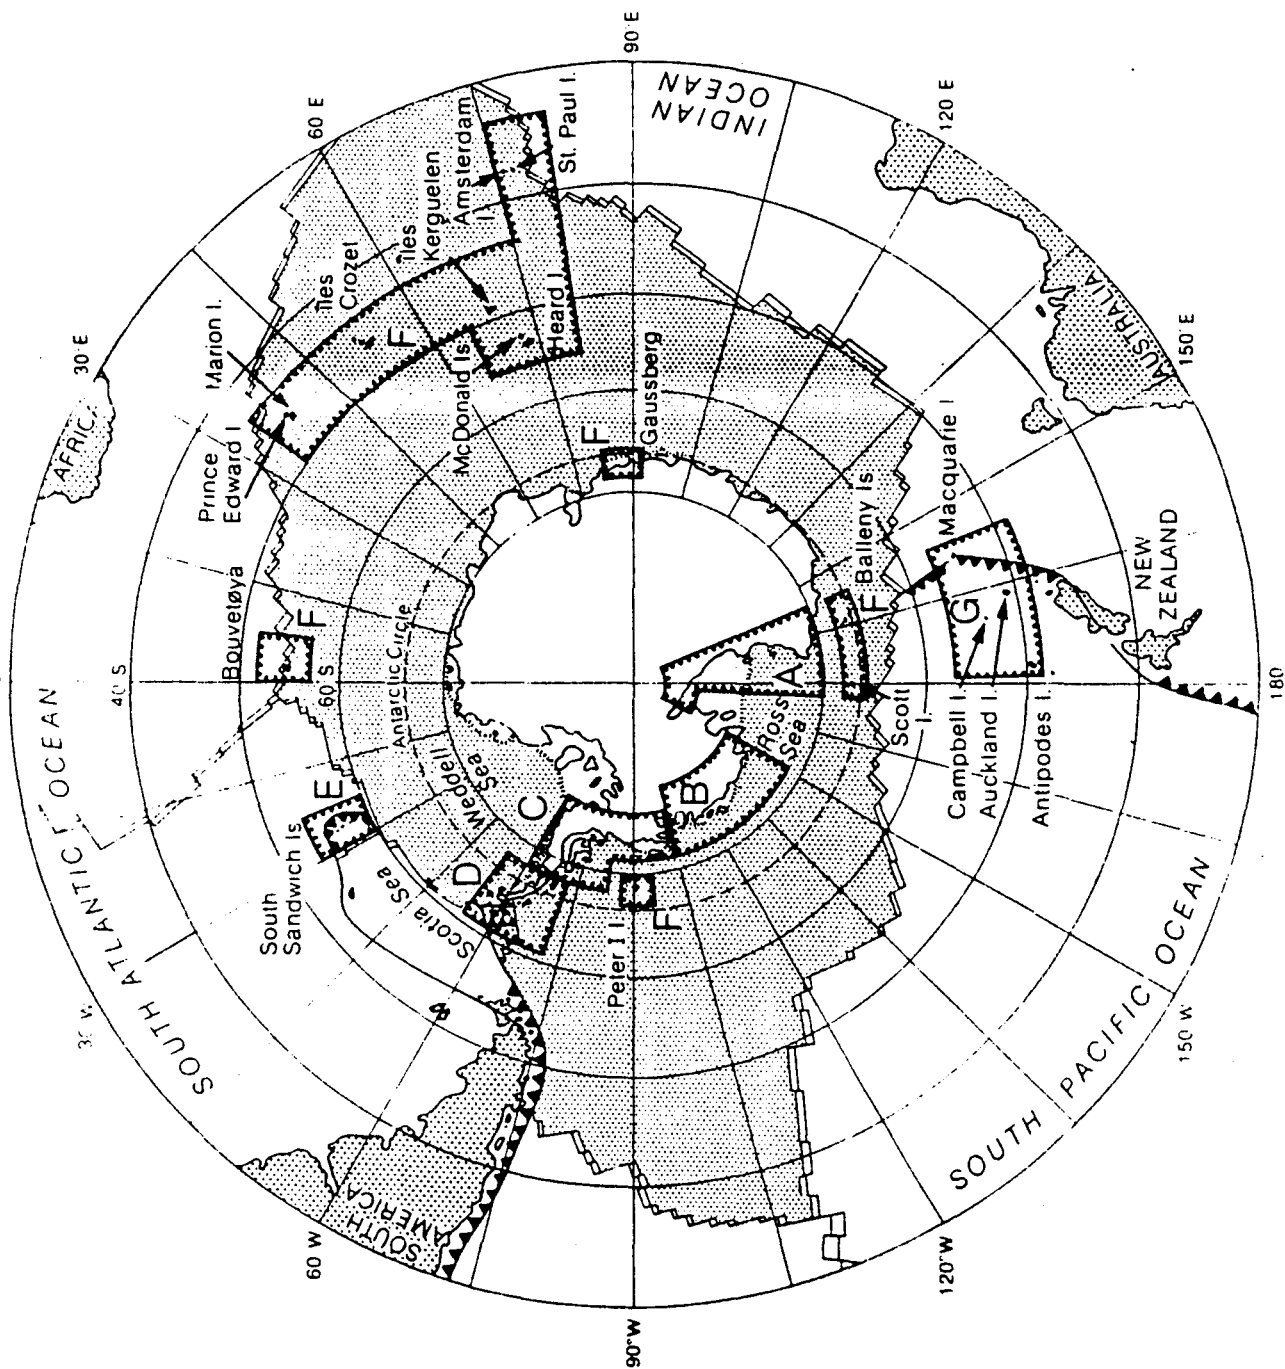 90°E
60 E
30°E
120 E
150 E
180
150 W
120°W
90°W
60 W
40 S
60 S
INDIAN
OCEAN
SOUTH ATLANTIC OCEAN
SOUTH PACIFIC OCEAN
AFRICA
AUSTRALIA
NEW
ZEALAND
SOUTH
AMERICA
Antarctic Circle
Weddell
Sea
Scotia Sea
Ross
Sea
Marion I.
Prince
Edward I.
Îles
Crozet
Îles
Kerguelen
Amsterdam
I.
St. Paul I.
McDonald Is
Heard I.
Gaussberg
Bouvetøya
South
Sandwich Is
Peter I I.
Balleny Is
Scott
I.
Macquarie I
Campbell I.
Auckland I.
Antipodes I.
A
B
C
D
E
F
F
F
F
F
G